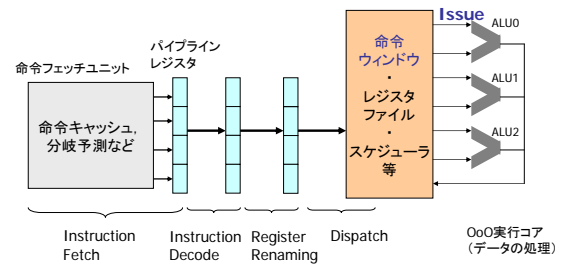 Issue
ALU0
パイプライン
レジスタ
命令フェッチユニット
命令キャッシュ,
分岐予測など
命令
ウィンドウ
・
レジスタ
ファイル
・
スケジューラ
等
ALU1
ALU2
Instruction
Fetch
Instruction
Decode
Register
Renaming
Dispatch
OoO実行コア
(データの処理)